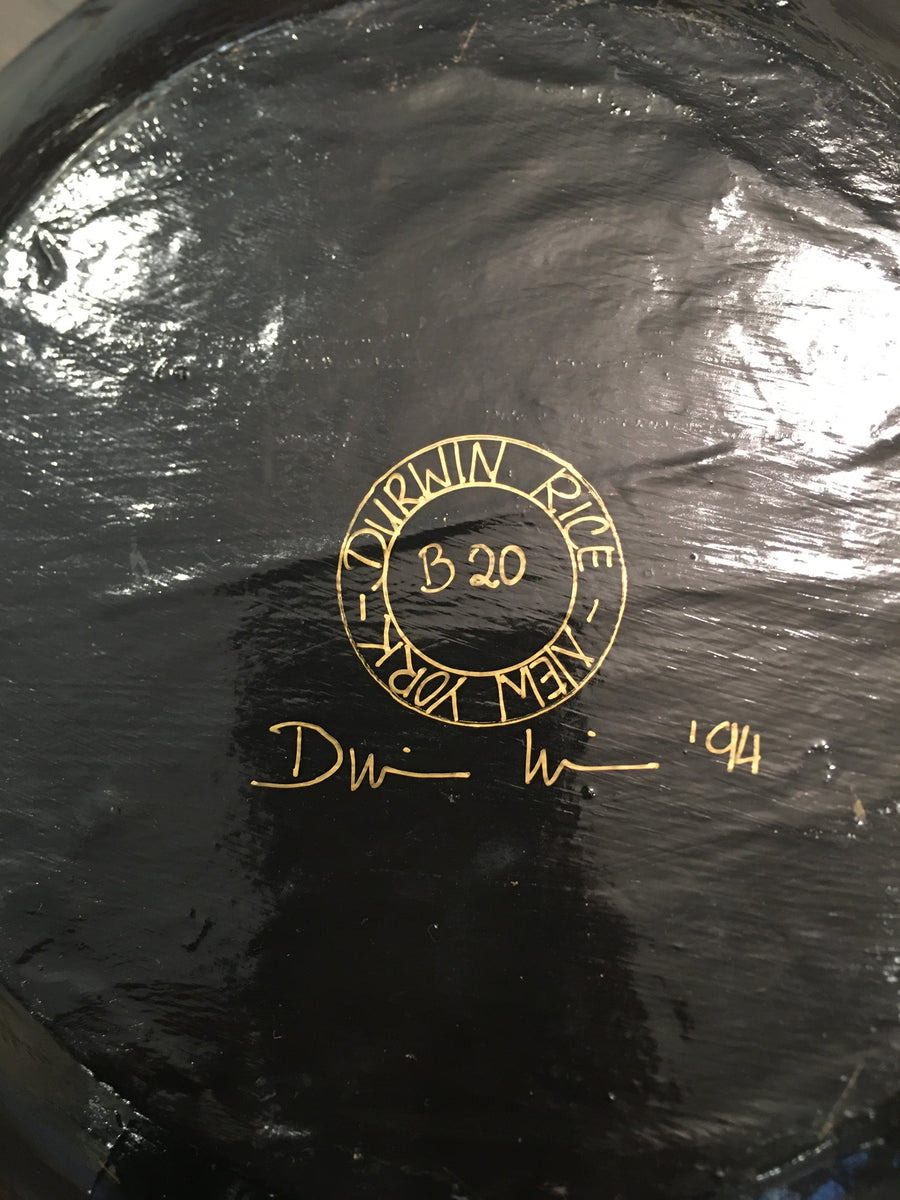 DURWIN RICE - NEW YORK -
B20
'94